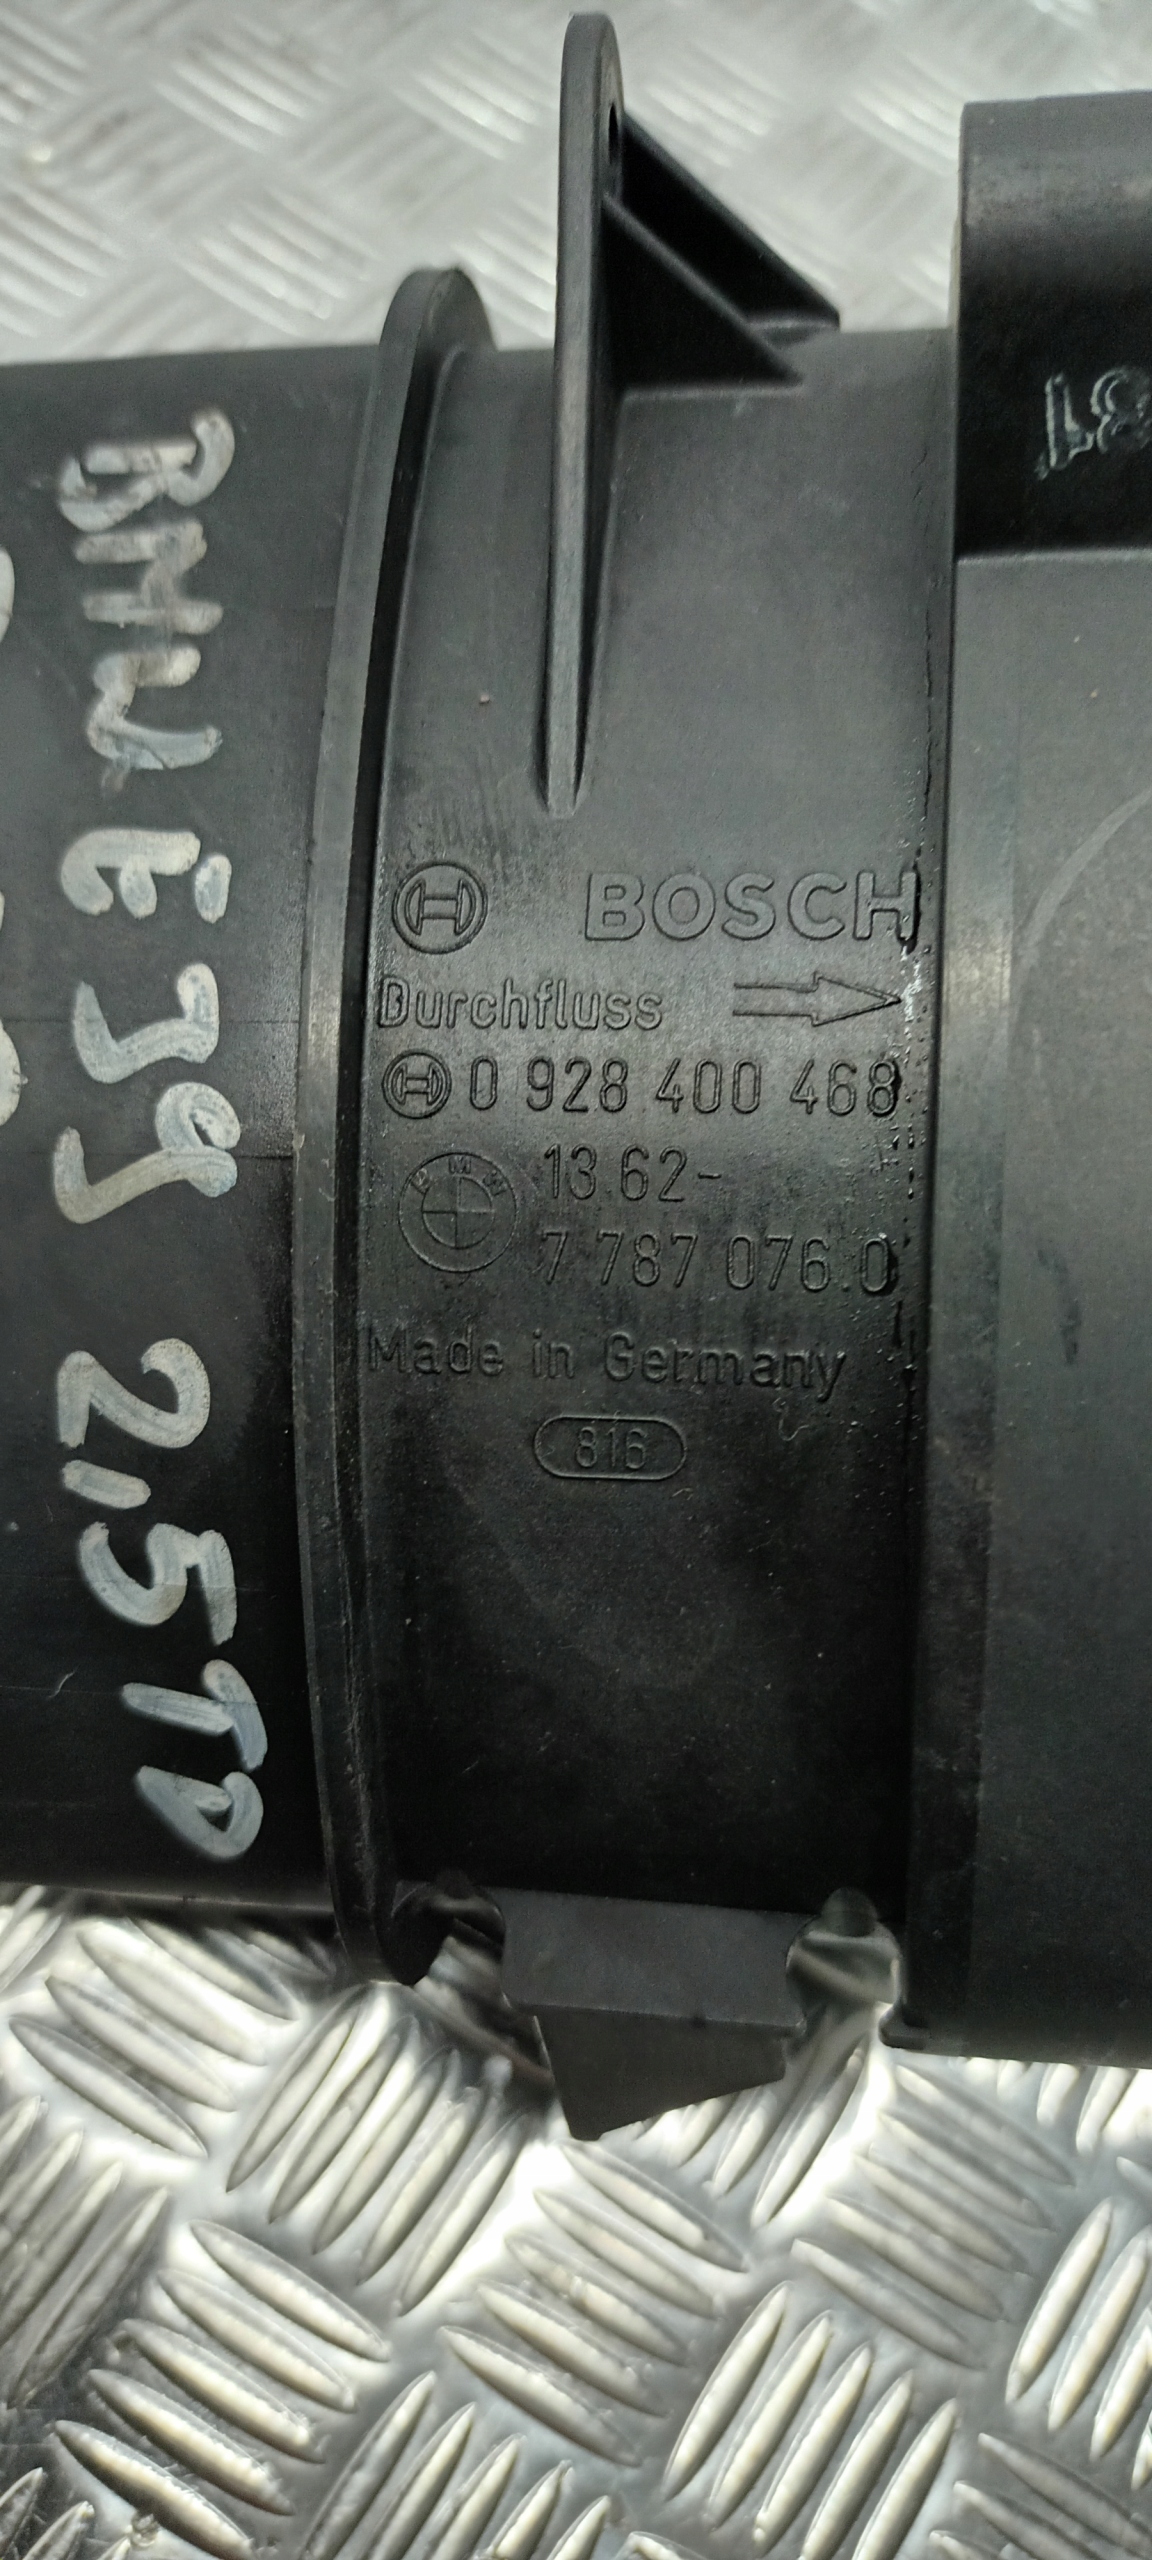 BMW E39 2,5TD
BOSCH
Durchfluss
0 928 400 468
BMW
13.62-
7 787 076.0
Made in Germany
816